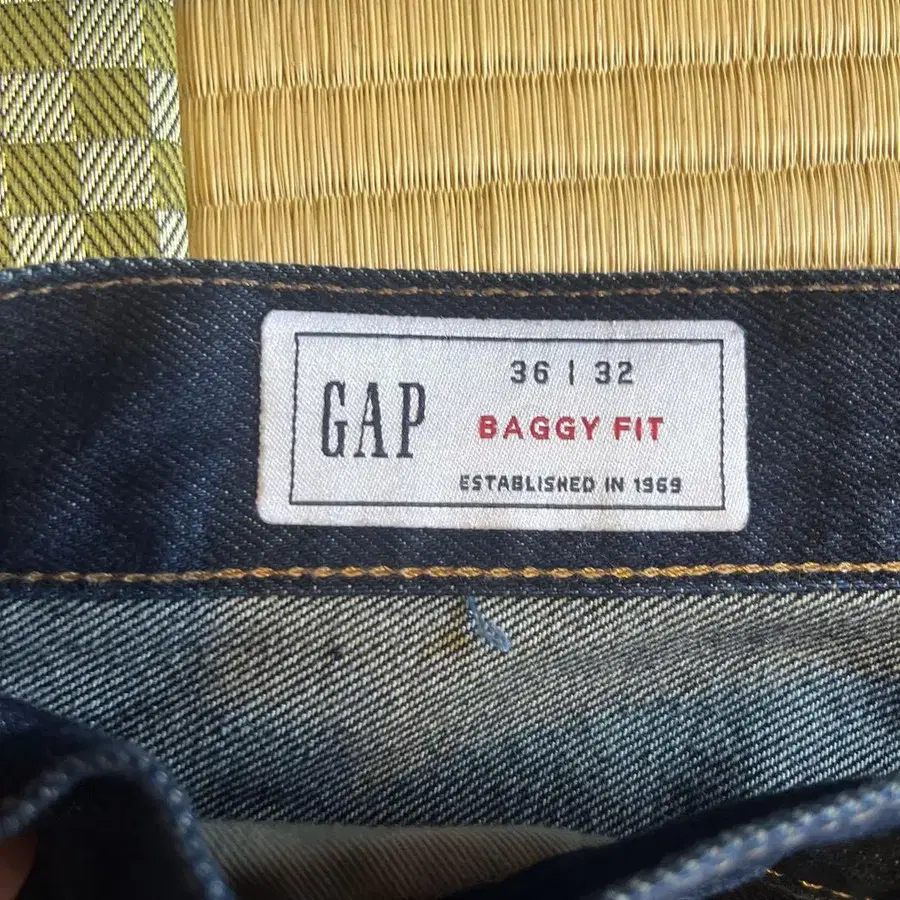 GAP
36 | 32
BAGGY FIT
ESTABLISHED IN 1969